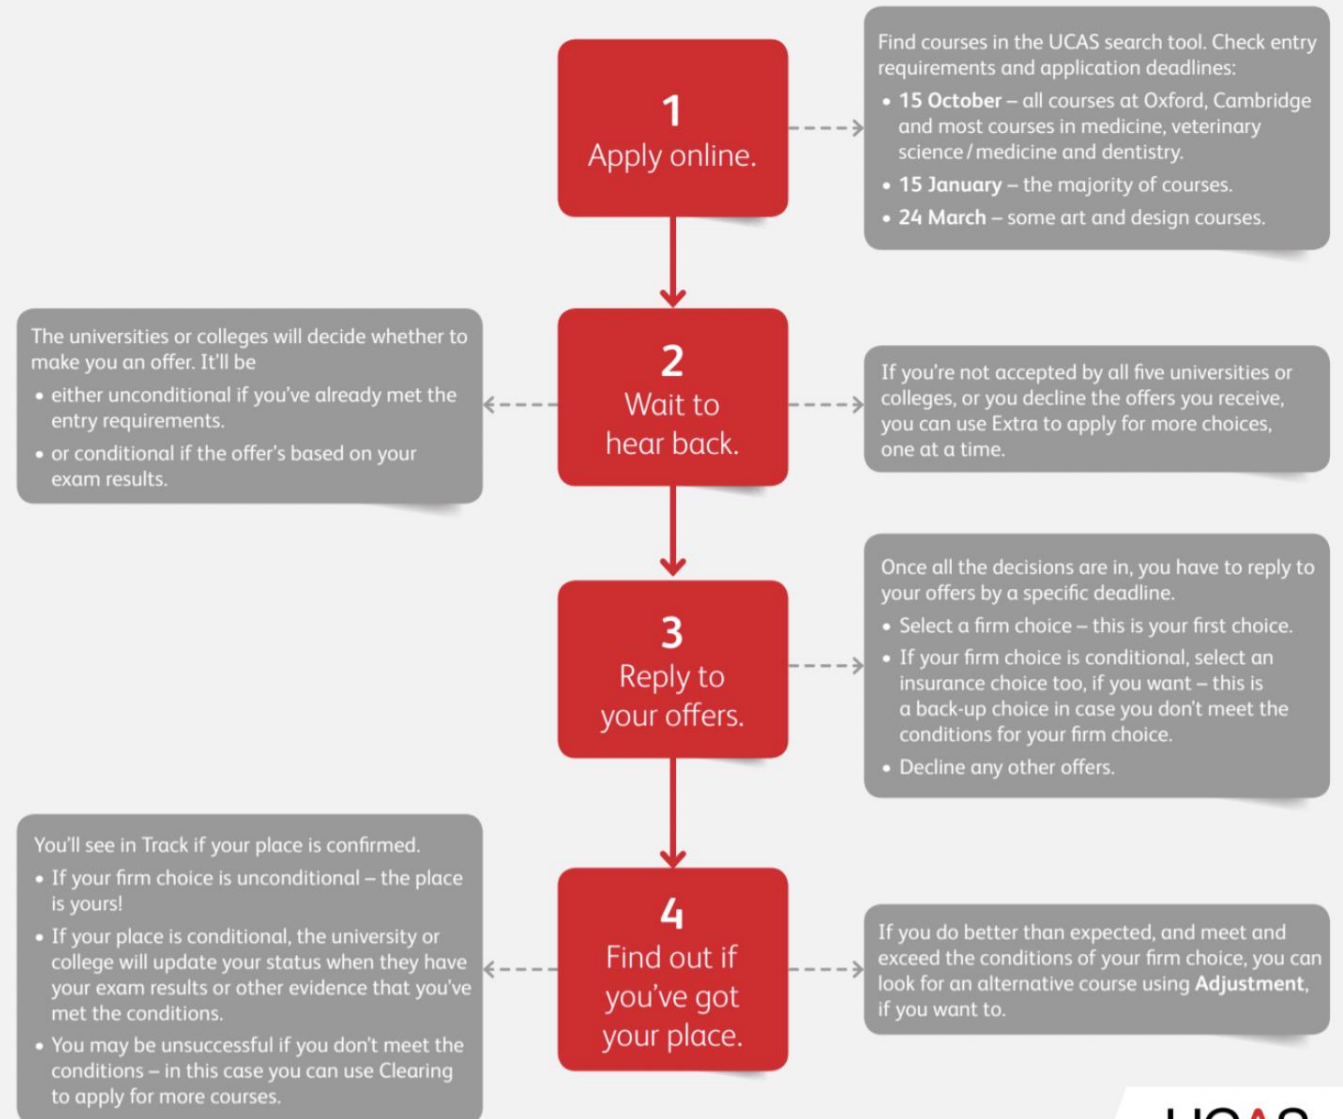 1
Apply online.
Find courses in the UCAS search tool. Check entry
requirements and application deadlines:
• 15 October – all courses at Oxford, Cambridge
and most courses in medicine, veterinary
science/medicine and dentistry.
• 15 January – the majority of courses.
• 24 March – some art and design courses.
The universities or colleges will decide whether to
make you an offer. It'll be
• either unconditional if you've already met the
entry requirements.
• or conditional if the offer's based on your
exam results.
2
Wait to
hear back.
If you're not accepted by all five universities or
colleges, or you decline the offers you receive,
you can use Extra to apply for more choices,
one at a time.
3
Reply to
your offers.
Once all the decisions are in, you have to reply to
your offers by a specific deadline.
• Select a firm choice – this is your first choice.
• If your firm choice is conditional, select an
insurance choice too, if you want – this is
a back-up choice in case you don't meet the
conditions for your firm choice.
• Decline any other offers.
You'll see in Track if your place is confirmed.
• If your firm choice is unconditional – the place
is yours!
• If your place is conditional, the university or
college will update your status when they have
your exam results or other evidence that you've
met the conditions.
• You may be unsuccessful if you don't meet the
conditions – in this case you can use Clearing
to apply for more courses.
4
Find out if
you've got
your place.
If you do better than expected, and meet and
exceed the conditions of your firm choice, you can
look for an alternative course using Adjustment,
if you want to.
UCAS